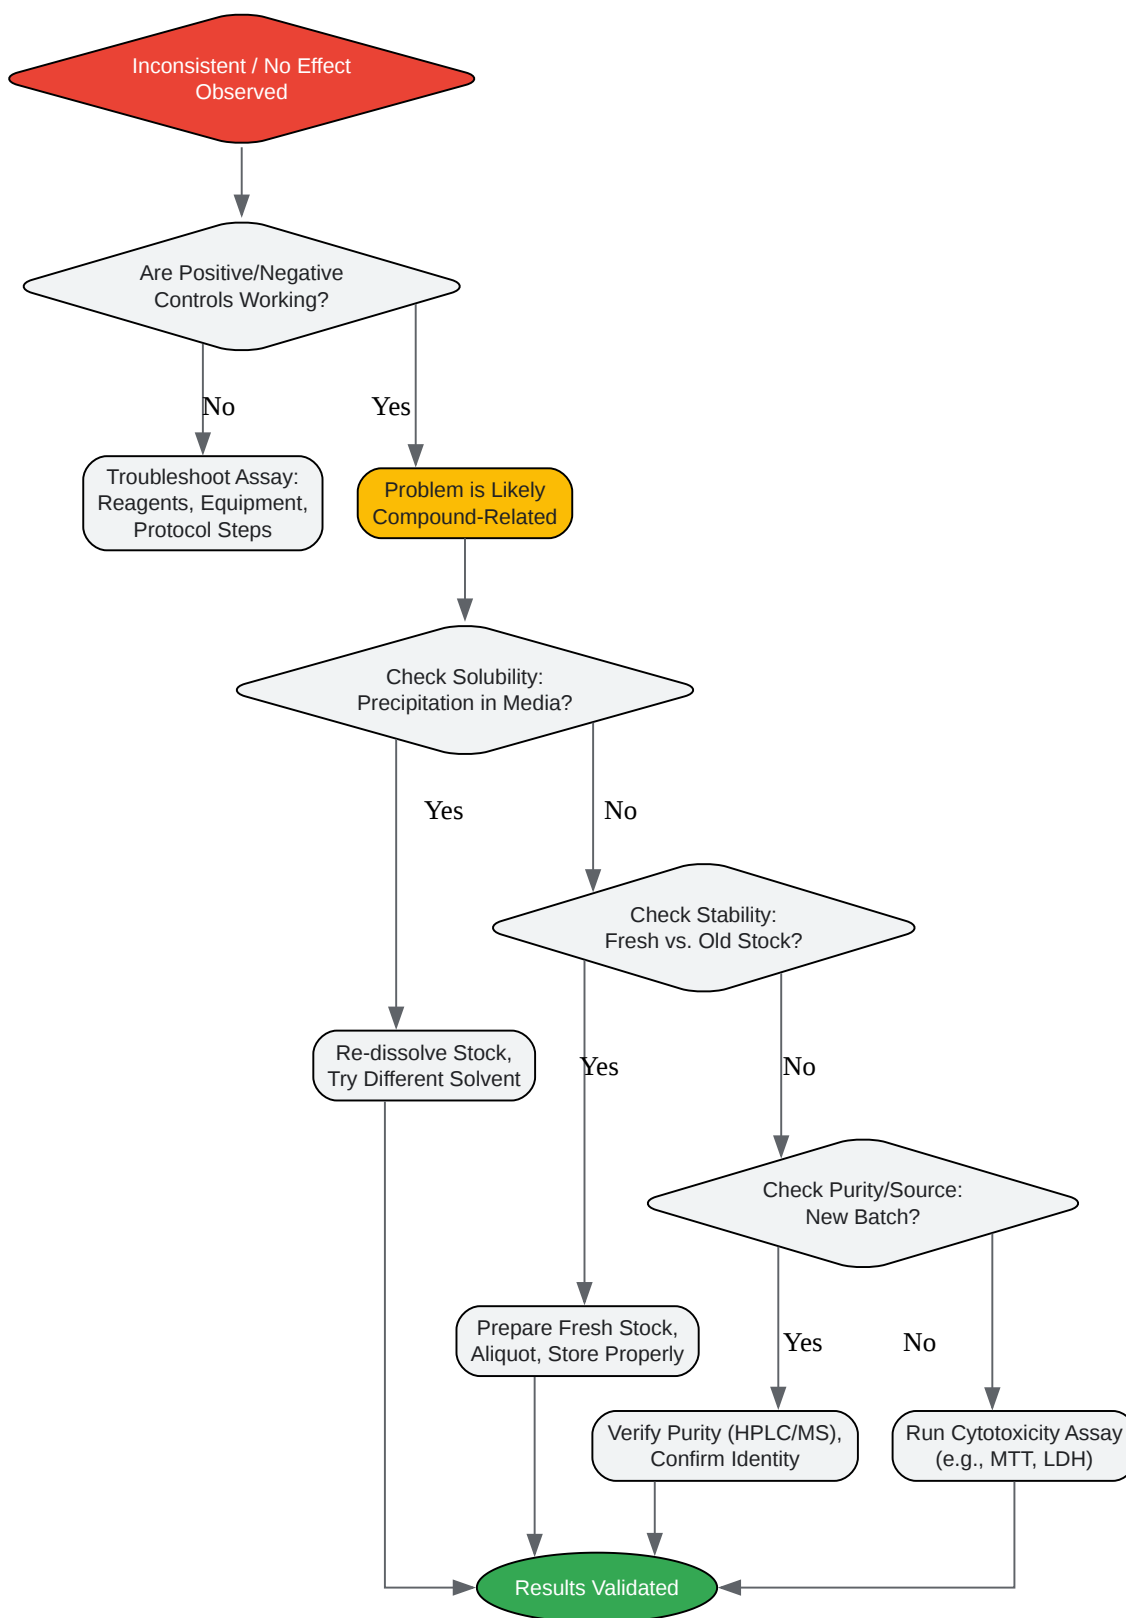 Inconsistent / No Effect
Observed
Are Positive/Negative
Controls Working?
No
Yes
Troubleshoot Assay:
Reagents, Equipment,
Protocol Steps
Problem is Likely
Compound-Related
Check Solubility:
Precipitation in Media?
Yes
No
Check Stability:
Fresh vs. Old Stock?
Re-dissolve Stock,
Try Different Solvent
Yes
No
Check Purity/Source:
New Batch?
Prepare Fresh Stock,
Aliquot, Store Properly
Yes
No
Verify Purity (HPLC/MS),
Confirm Identity
Run Cytotoxicity Assay
(e.g., MTT, LDH)
Results Validated